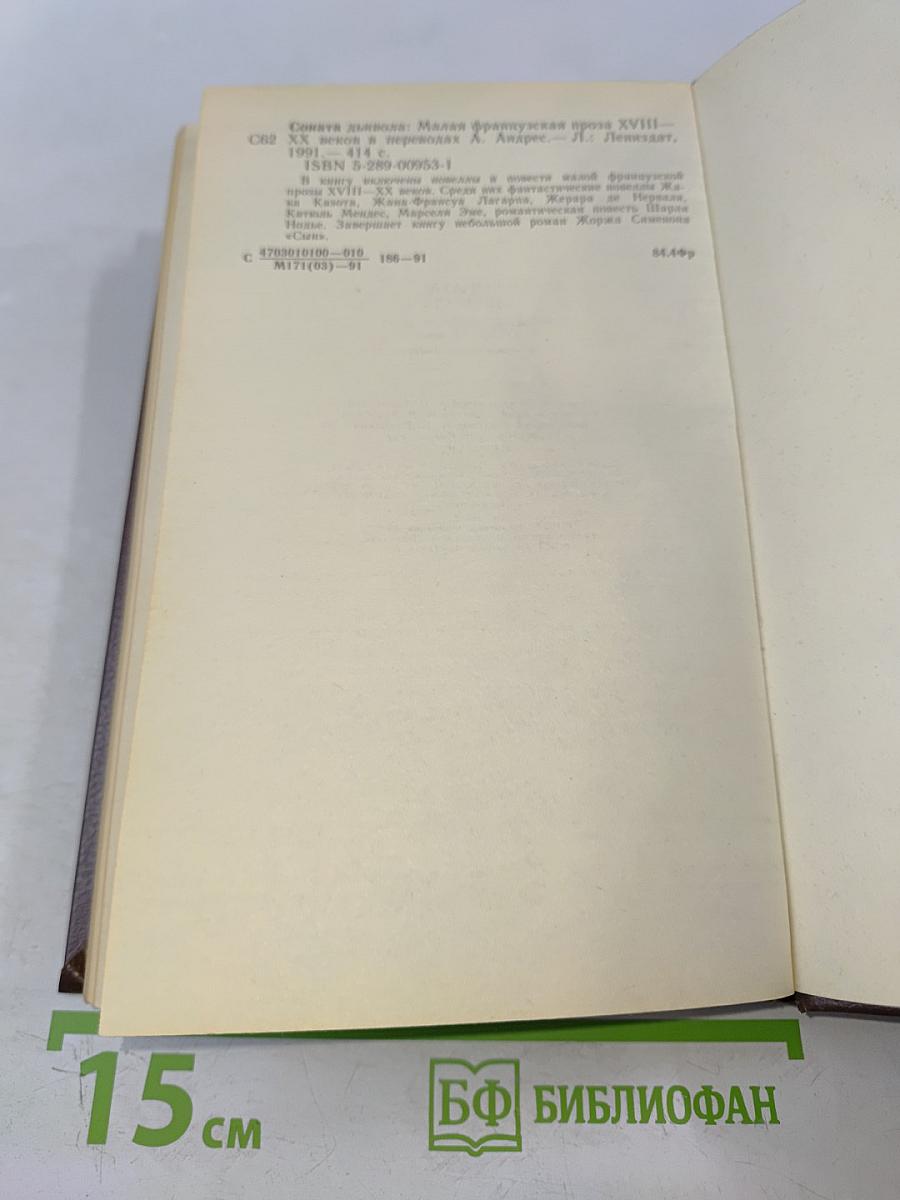 Соната дьявола: Малая французская проза XVIII—
С62 XX веков в переводах А. Андрес.— Л.: Лениздат,
1991.— 414 с.
ISBN 5-289-00953-1
В книгу включены новеллы и повести малой французской
прозы XVIII—XX веков. Среди них фантастические новеллы Жа-
ка Казота, Жана-Франсуа Лагарпа, Жерара де Нерваля,
Катюль Мендес, Марселя Эме, романтическая повесть Шарля
Нодье. Завершает книгу небольшой роман Жоржа Сименона
«Сын».
С 4703010100—010 186—91 84.4Фр
М171(03)—91
15 см
БФ БИБЛИОФАН